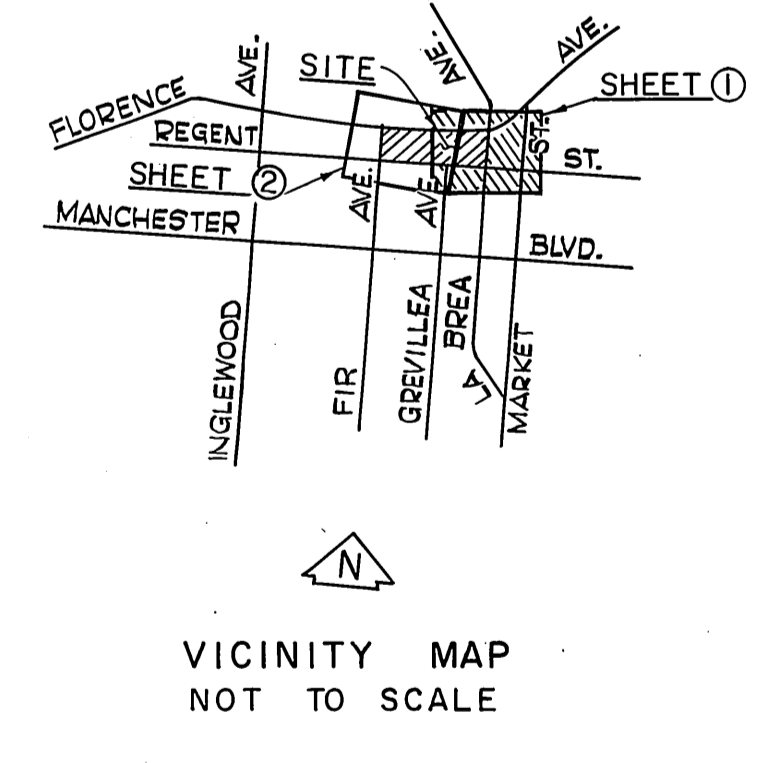 AVE.
AVE.
AVE.
SITE
SHEET ①
FLORENCE
REGENT
ST.
ST.
SHEET ②
AVE.
AVE
MANCHESTER
BLVD.
INGLEWOOD
FIR
GREVILLEA
BREA
LA
MARKET
N
VICINITY MAP
NOT TO SCALE